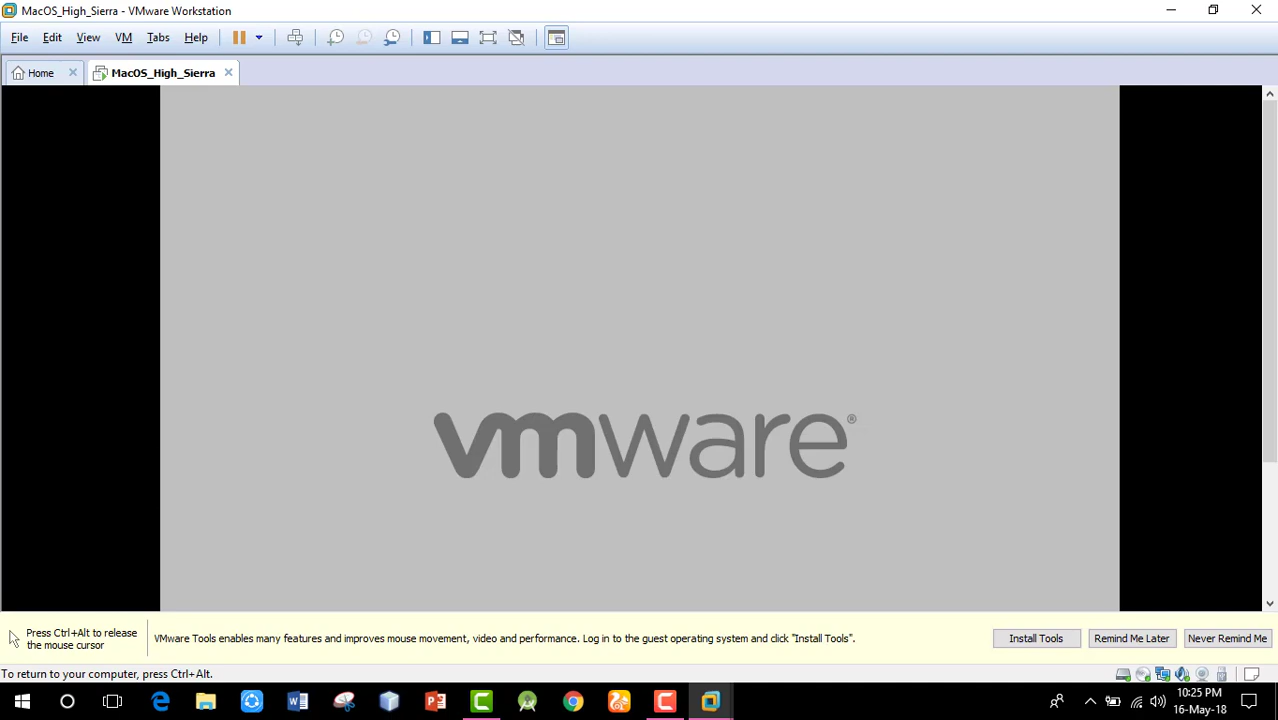 MacOS_High_Sierra - VMware Workstation
File Edit View VM Tabs Help
Home MacOS_High_Sierra
vmware®
Press Ctrl+Alt to release
the mouse cursor
VMware Tools enables many features and improves mouse movement, video and performance. Log in to the guest operating system and click "Install Tools".
Install Tools Remind Me Later Never Remind Me
To return to your computer, press Ctrl+Alt.
10:25 PM
16-May-18